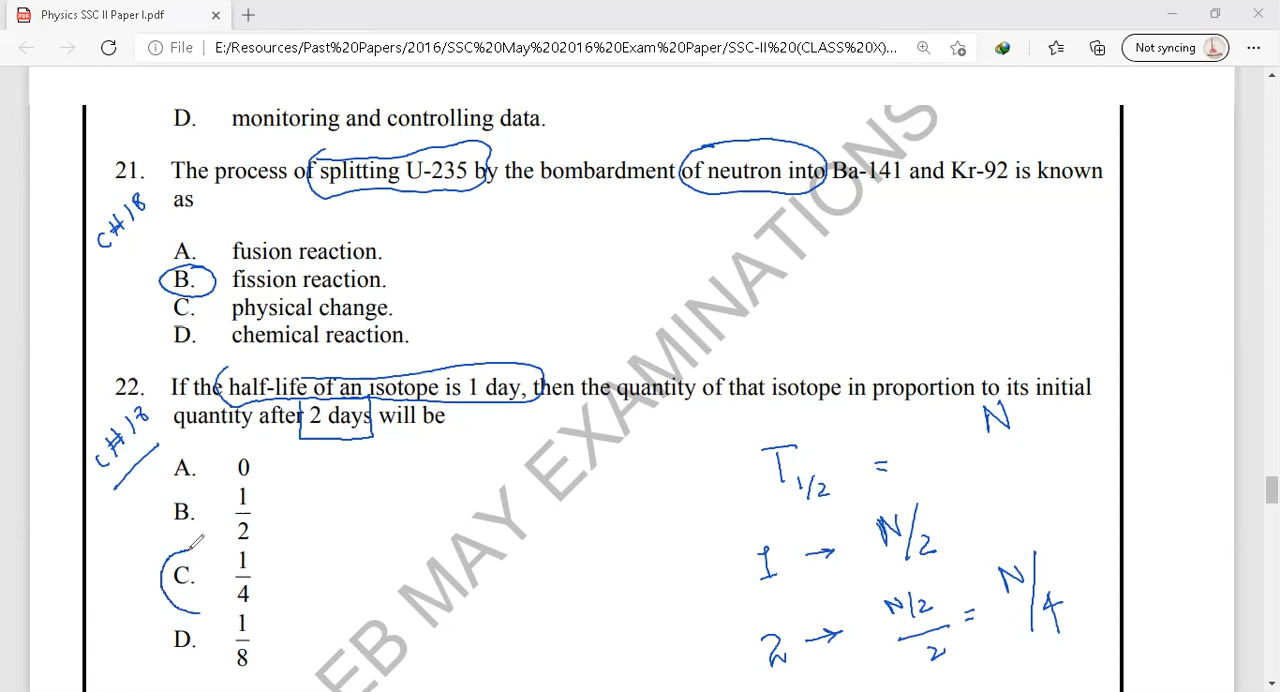 Physics SSC II Paper I.pdf
File E:/Resources/Past%20Papers/2016/SSC%20May%202016%20Exam%20Paper/SSC-II%20(CLASS%20X)... Not syncing
D. monitoring and controlling data.
21. The process of splitting U-235 by the bombardment of neutron into Ba-141 and Kr-92 is known
as
CH 18
A. fusion reaction.
B. fission reaction.
C. physical change.
D. chemical reaction.
22. If the half-life of an isotope is 1 day, then the quantity of that isotope in proportion to its initial
quantity after 2 days will be
CH 18
N
A. 0
B. 1/2
C. 1/4
D. 1/8
T1/2 =
1 → N/2
2 → N/2/2 = N/4
EB MAY EXAMINATIONS